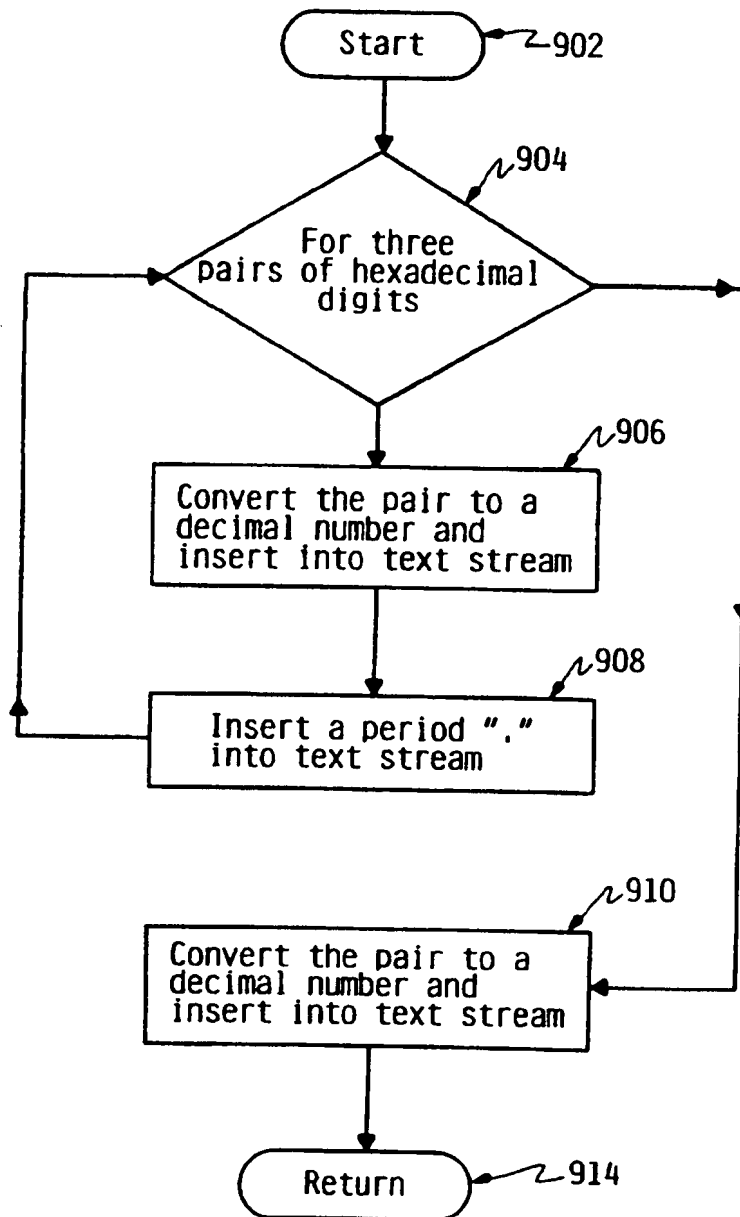 Start
902
904
For three
pairs of hexadecimal
digits
906
Convert the pair to a
decimal number and
insert into text stream
908
Insert a period "."
into text stream
910
Convert the pair to a
decimal number and
insert into text stream
Return
914